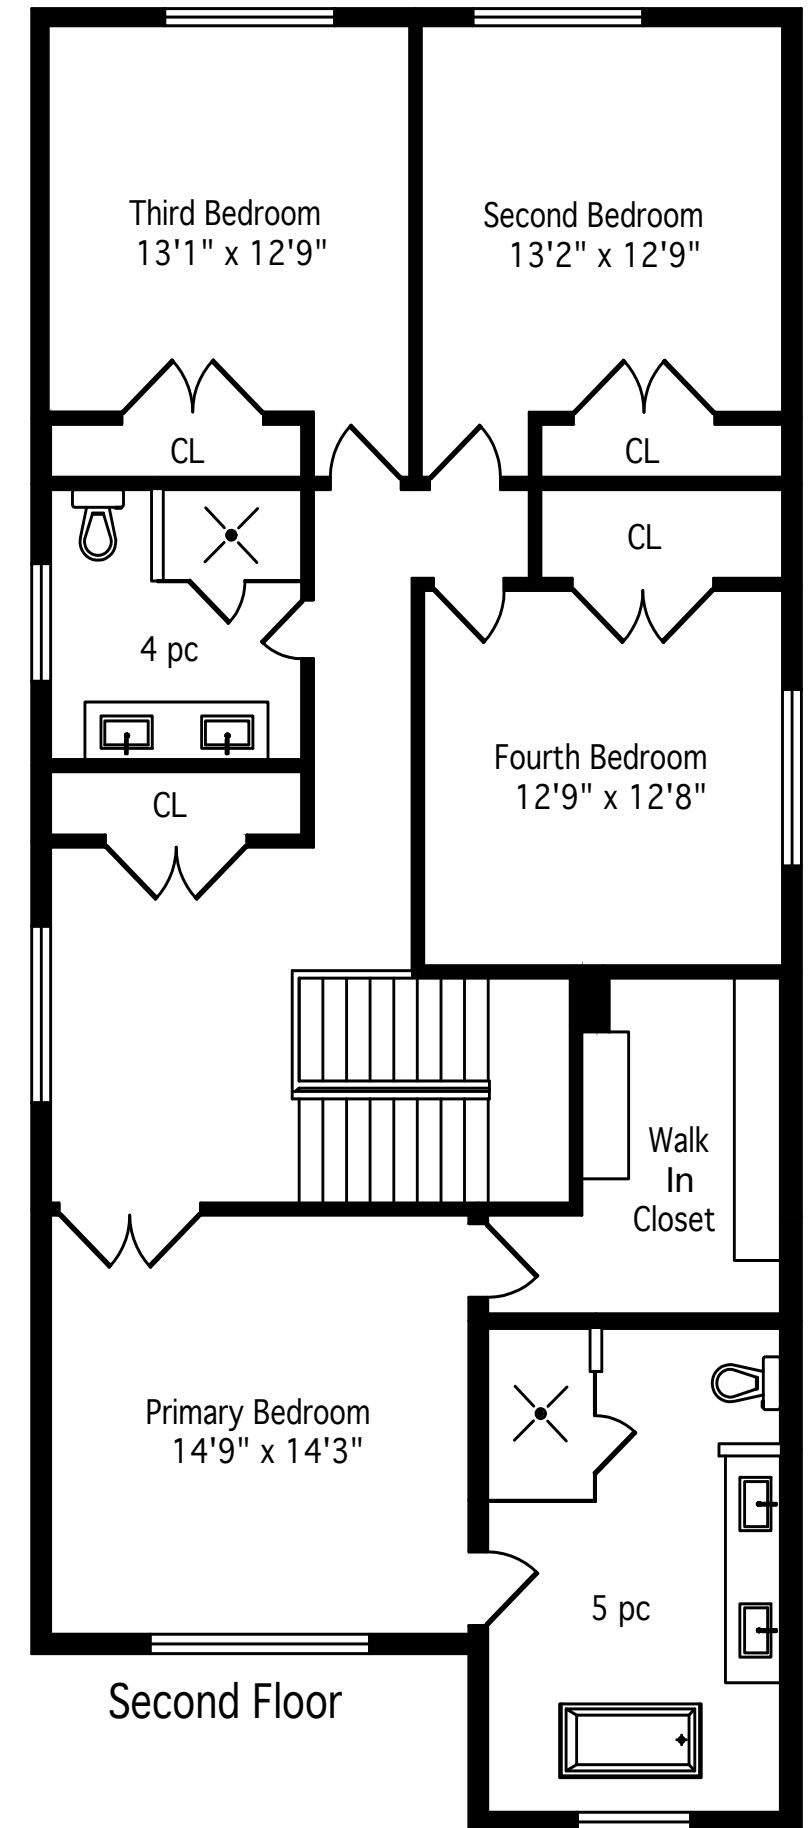 Third Bedroom
13'1" x 12'9"
Second Bedroom
13'2" x 12'9"
CL
CL
CL
4 pc
Fourth Bedroom
12'9" x 12'8"
CL
Walk
In
Closet
Primary Bedroom
14'9" x 14'3"
5 pc
Second Floor